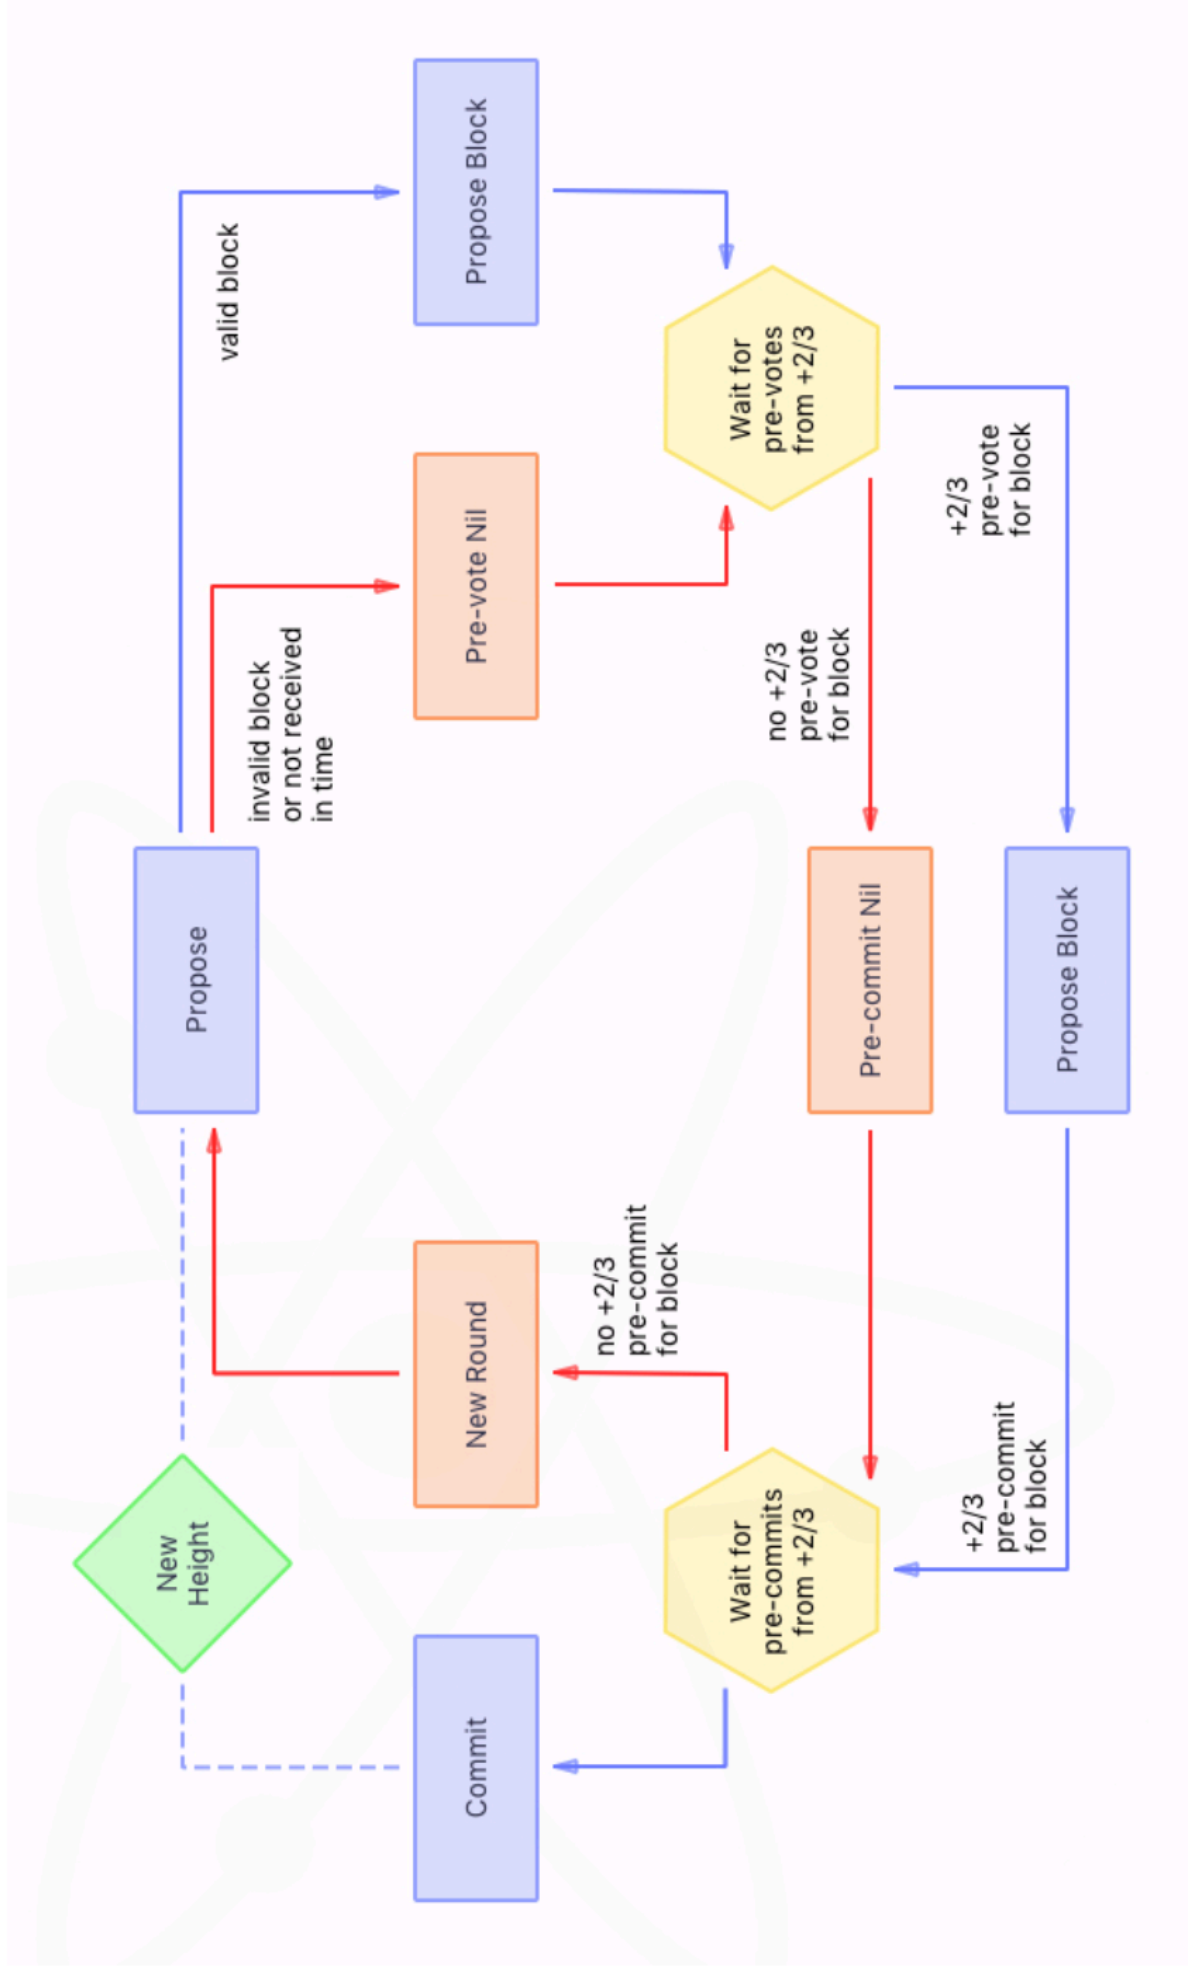 New
Height
Propose
valid block
invalid block
or not received
in time
Commit
New Round
Pre-vote Nil
Propose Block
no +2/3
pre-commit
for block
Wait for
pre-commits
from +2/3
Wait for
pre-votes
from +2/3
no +2/3
pre-vote
for block
Pre-commit Nil
+2/3
pre-vote
for block
+2/3
pre-commit
for block
Propose Block